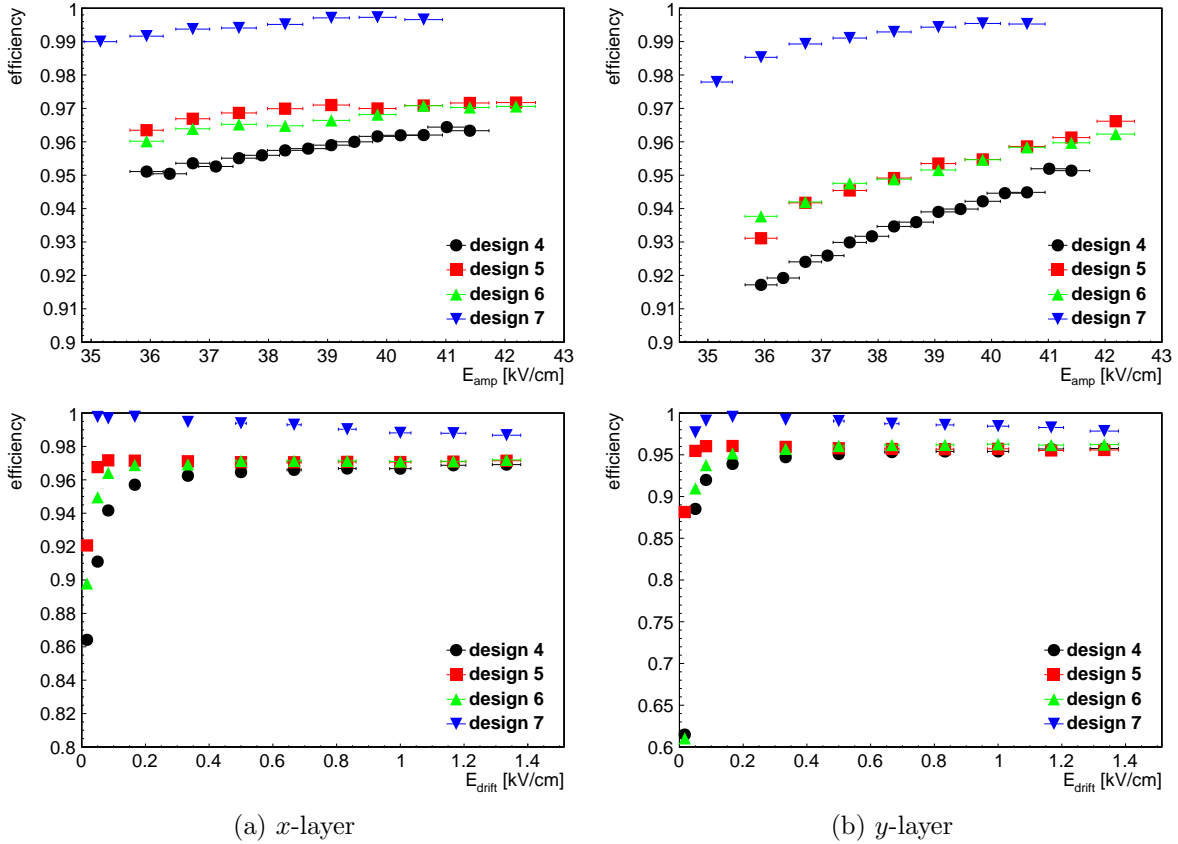 efficiency
1
0.99
0.98
0.97
0.96
0.95
0.94
0.93
0.92
0.91
0.9
design 4
design 5
design 6
design 7
35 36 37 38 39 40 41 42 43
E_amp [kV/cm]
efficiency
1
0.99
0.98
0.97
0.96
0.95
0.94
0.93
0.92
0.91
0.9
design 4
design 5
design 6
design 7
35 36 37 38 39 40 41 42 43
E_amp [kV/cm]
efficiency
1
0.98
0.96
0.94
0.92
0.9
0.88
0.86
0.84
0.82
0.8
design 4
design 5
design 6
design 7
0 0.2 0.4 0.6 0.8 1 1.2 1.4
E_drift [kV/cm]
efficiency
1
0.95
0.9
0.85
0.8
0.75
0.7
0.65
0.6
design 4
design 5
design 6
design 7
0 0.2 0.4 0.6 0.8 1 1.2 1.4
E_drift [kV/cm]
(a) x-layer
(b) y-layer